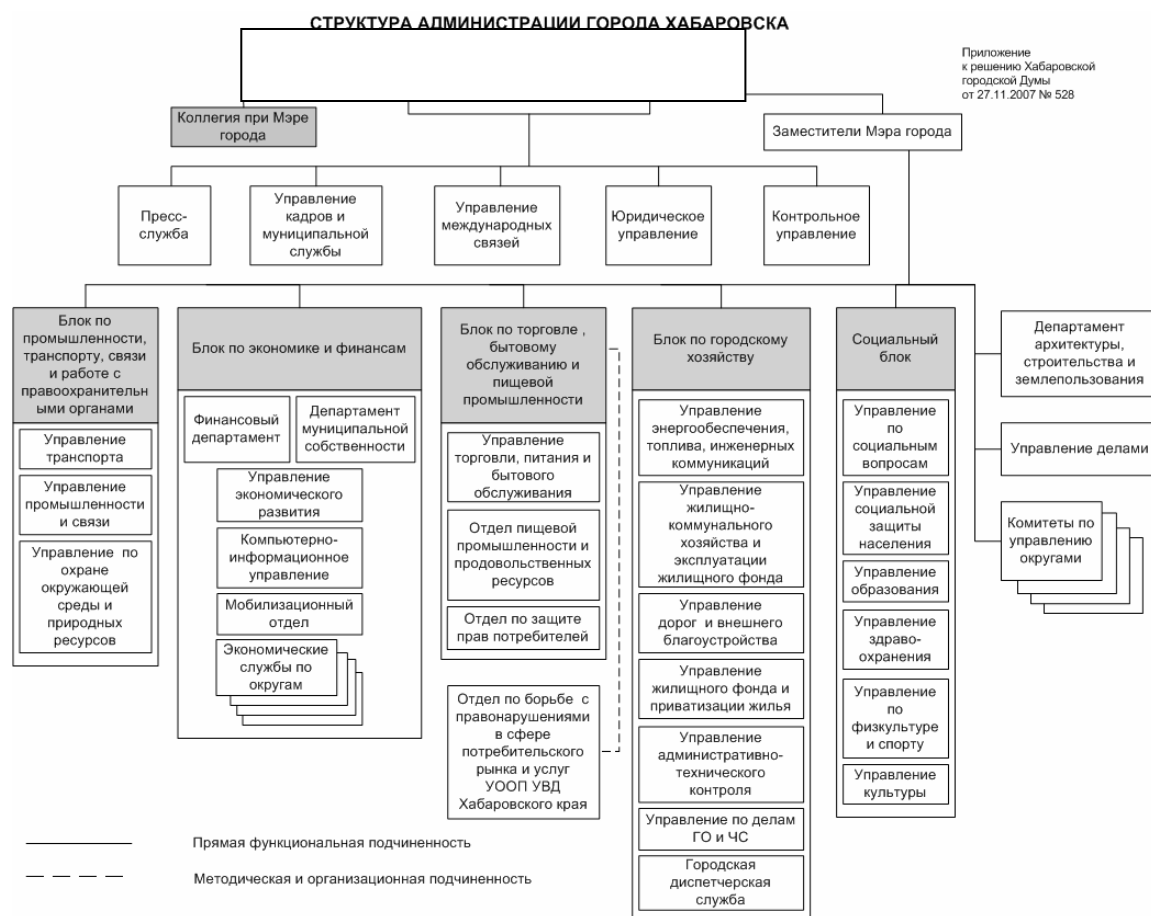 СТРУКТУРА АДМИНИСТРАЦИИ ГОРОДА ХАБАРОВСКА
Приложение
к решению Хабаровской
городской Думы
от 27.11.2007 № 528
Коллегия при Мэре
города
Заместители Мэра города
Пресс-
служба
Управление
кадров и
муниципальной
службы
Управление
международных
связей
Юридическое
управление
Контрольное
управление
Блок по
промышленности,
транспорту, связи
и работе с
правоохранительн
ыми органами
Управление
транспорта
Управление
промышленности
и связи
Управление по
охране
окружающей
среды и
природных
ресурсов
Блок по экономике и финансам
Финансовый
департамент
Департамент
муниципальной
собственности
Управление
экономического
развития
Компьютерно-
информационное
управление
Мобилизационный
отдел
Экономические
службы по
округам
Блок по торговле ,
бытовому
обслуживанию и
пищевой
промышленности
Управление
торговли, питания и
бытового
обслуживания
Отдел пищевой
промышленности и
продовольственных
ресурсов
Отдел по защите
прав потребителей
Отдел по борьбе с
правонарушениями
в сфере
потребительского
рынка и услуг
УООП УВД
Хабаровского края
Блок по городскому
хозяйству
Управление
энергообеспечения,
топлива, инженерных
коммуникаций
Управление
жилищно-
коммунального
хозяйства и
эксплуатации
жилищного фонда
Управление
дорог и внешнего
благоустройства
Управление
жилищного фонда и
приватизации жилья
Управление
административно-
технического
контроля
Управление по делам
ГО и ЧС
Городская
диспетчерская
служба
Социальный
блок
Управление
по
социальным
вопросам
Управление
социальной
защиты
населения
Управление
образования
Управление
здраво-
охранения
Управление
по
физкультуре
и спорту
Управление
культуры
Департамент
архитектуры,
строительства и
землепользования
Управление делами
Комитеты по
управлению
округами
Прямая функциональная подчиненность
Методическая и организационная подчиненность